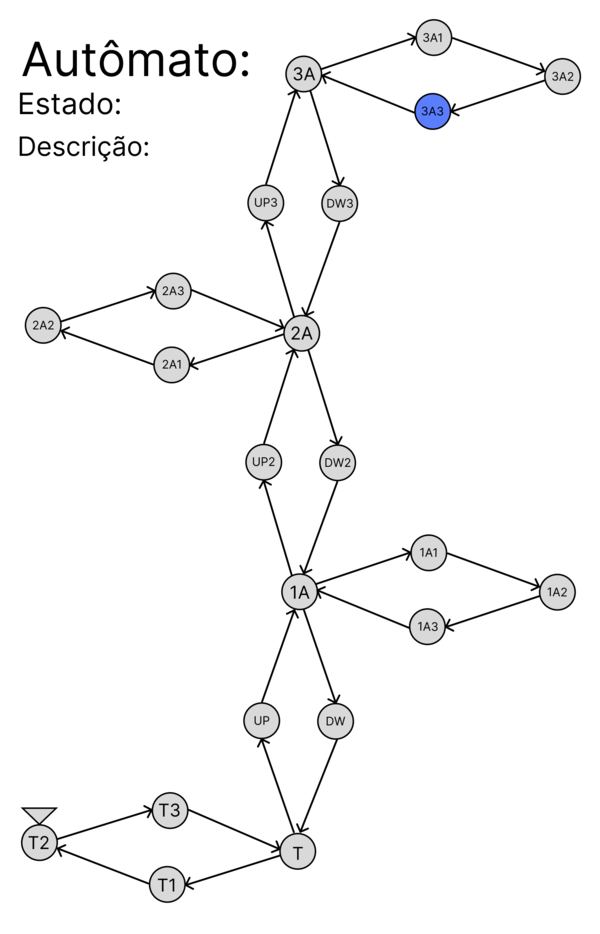 Autômato:
Estado:
Descrição:
3A1
3A
3A2
3A3
UP3
DW3
2A3
2A2
2A
2A1
UP2
DW2
1A1
1A
1A2
1A3
UP
DW
T3
T2
T
T1